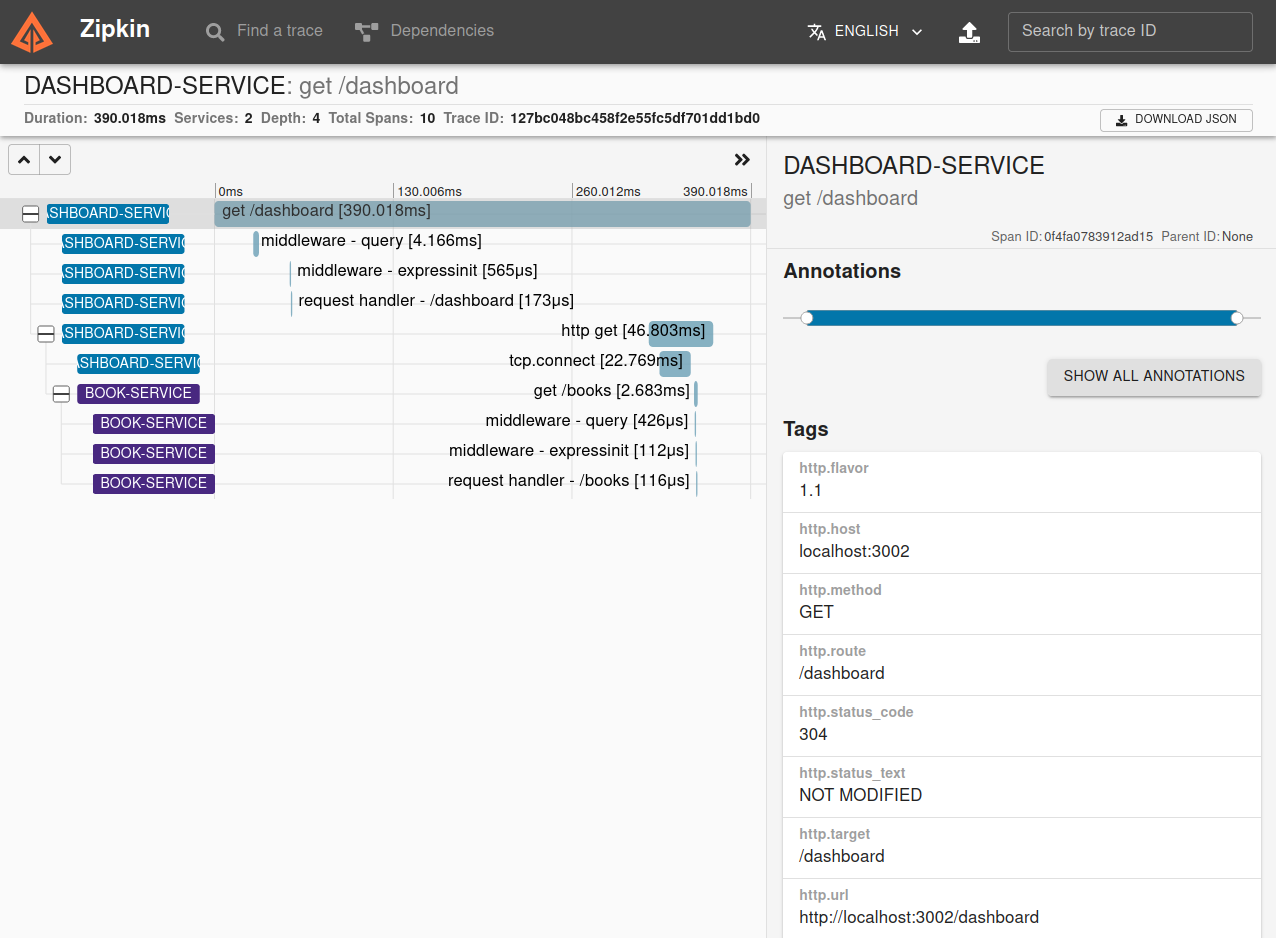 Zipkin
Find a trace
Dependencies
ENGLISH
Search by trace ID
DASHBOARD-SERVICE: get /dashboard
Duration: 390.018ms Services: 2 Depth: 4 Total Spans: 10 Trace ID: 127bc048bc458f2e55fc5df701dd1bd0
DOWNLOAD JSON
0ms 130.006ms 260.012ms 390.018ms
ASHBOARD-SERVIC get /dashboard [390.018ms]
ASHBOARD-SERVIC middleware - query [4.166ms]
ASHBOARD-SERVIC middleware - expressinit [565μs]
ASHBOARD-SERVIC request handler - /dashboard [173μs]
ASHBOARD-SERVIC http get [46.803ms]
ASHBOARD-SERVIC tcp.connect [22.769ms]
BOOK-SERVICE get /books [2.683ms]
BOOK-SERVICE middleware - query [426μs]
BOOK-SERVICE middleware - expressinit [112μs]
BOOK-SERVICE request handler - /books [116μs]
DASHBOARD-SERVICE
get /dashboard
Span ID: 0f4fa0783912ad15 Parent ID: None
Annotations
SHOW ALL ANNOTATIONS
Tags
http.flavor
1.1
http.host
localhost:3002
http.method
GET
http.route
/dashboard
http.status_code
304
http.status_text
NOT MODIFIED
http.target
/dashboard
http.url
http://localhost:3002/dashboard